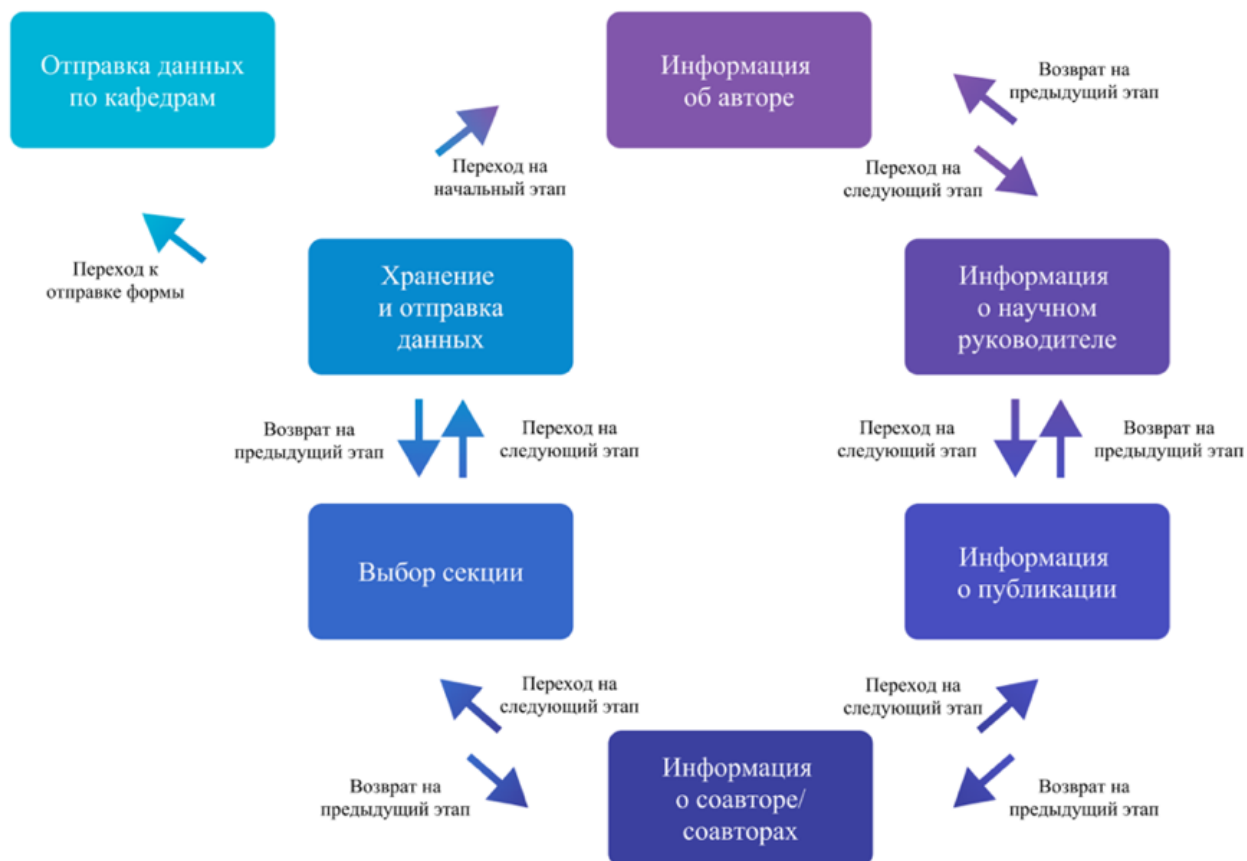 Отправка данных
по кафедрам
Информация
об авторе
Возврат на
предыдущий этап
Переход на
начальный этап
Переход на
следующий этап
Переход к
отправке формы
Хранение
и отправка
данных
Информация
о научном
руководителе
Возврат на
предыдущий этап
Переход на
следующий этап
Переход на
следующий этап
Возврат на
предыдущий этап
Выбор секции
Информация
о публикации
Переход на
следующий этап
Переход на
следующий этап
Возврат на
предыдущий этап
Информация
о соавторе/
соавторах
Возврат на
предыдущий этап